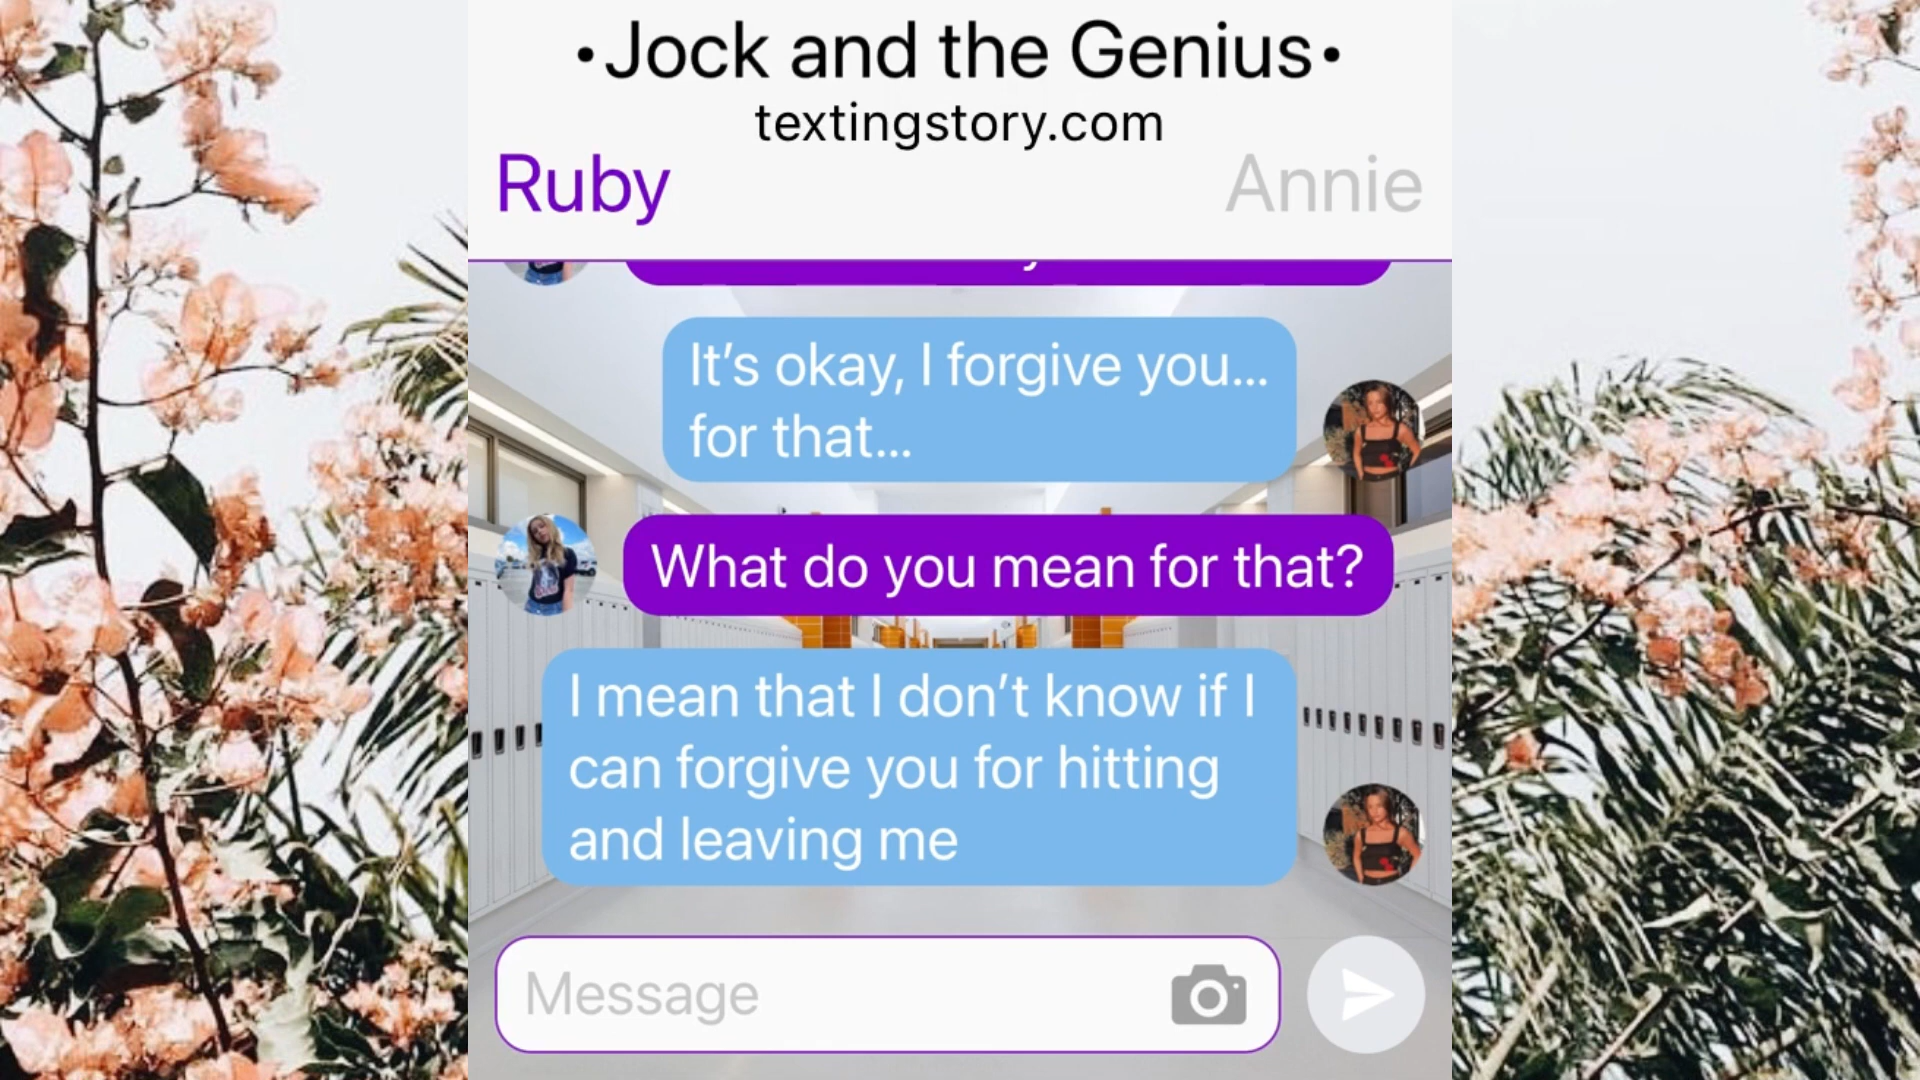 •Jock and the Genius•
textingstory.com
Ruby
Annie
It’s okay, I forgive you...
for that...
What do you mean for that?
I mean that I don’t know if I
can forgive you for hitting
and leaving me
Message